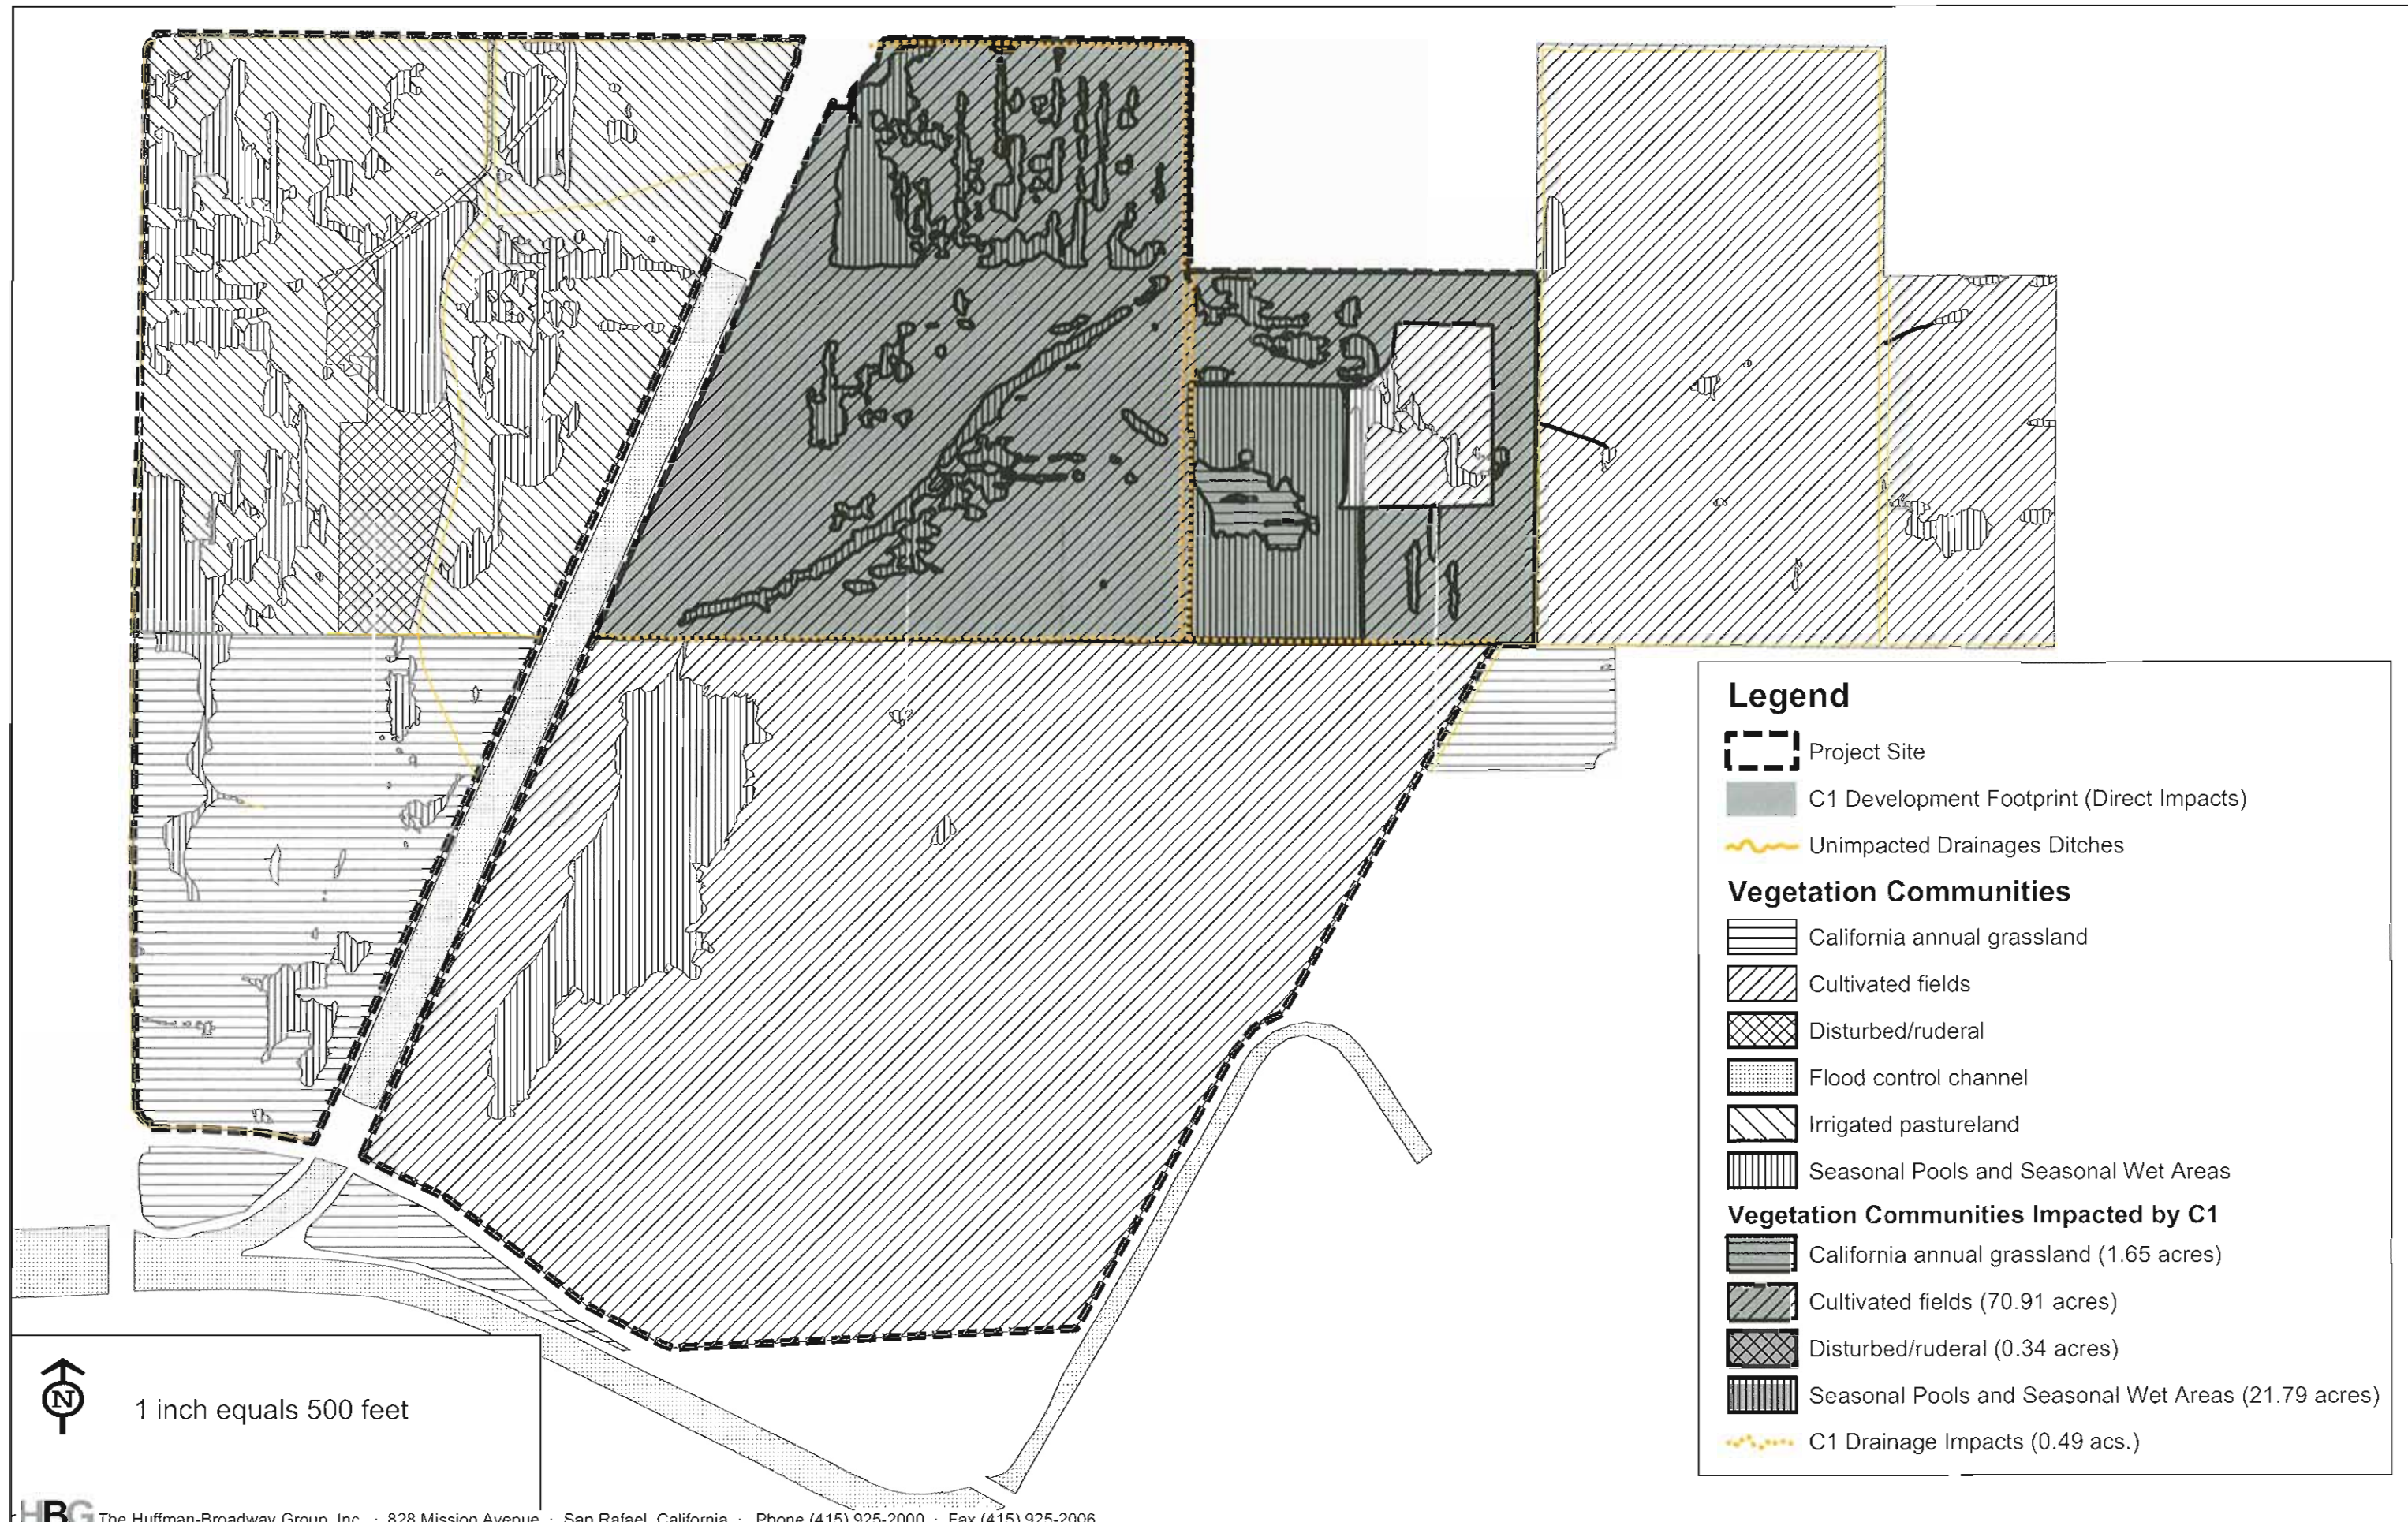 Legend
Project Site
C1 Development Footprint (Direct Impacts)
Unimpacted Drainages Ditches
Vegetation Communities
California annual grassland
Cultivated fields
Disturbed/ruderal
Flood control channel
Irrigated pastureland
Seasonal Pools and Seasonal Wet Areas
Vegetation Communities Impacted by C1
California annual grassland (1.65 acres)
Cultivated fields (70.91 acres)
Disturbed/ruderal (0.34 acres)
Seasonal Pools and Seasonal Wet Areas (21.79 acres)
C1 Drainage Impacts (0.49 acs.)
N
1 inch equals 500 feet
HBG The Huffman-Broadway Group, Inc. · 828 Mission Avenue · San Rafael, California · Phone (415) 925-2000 · Fax (415) 925-2006